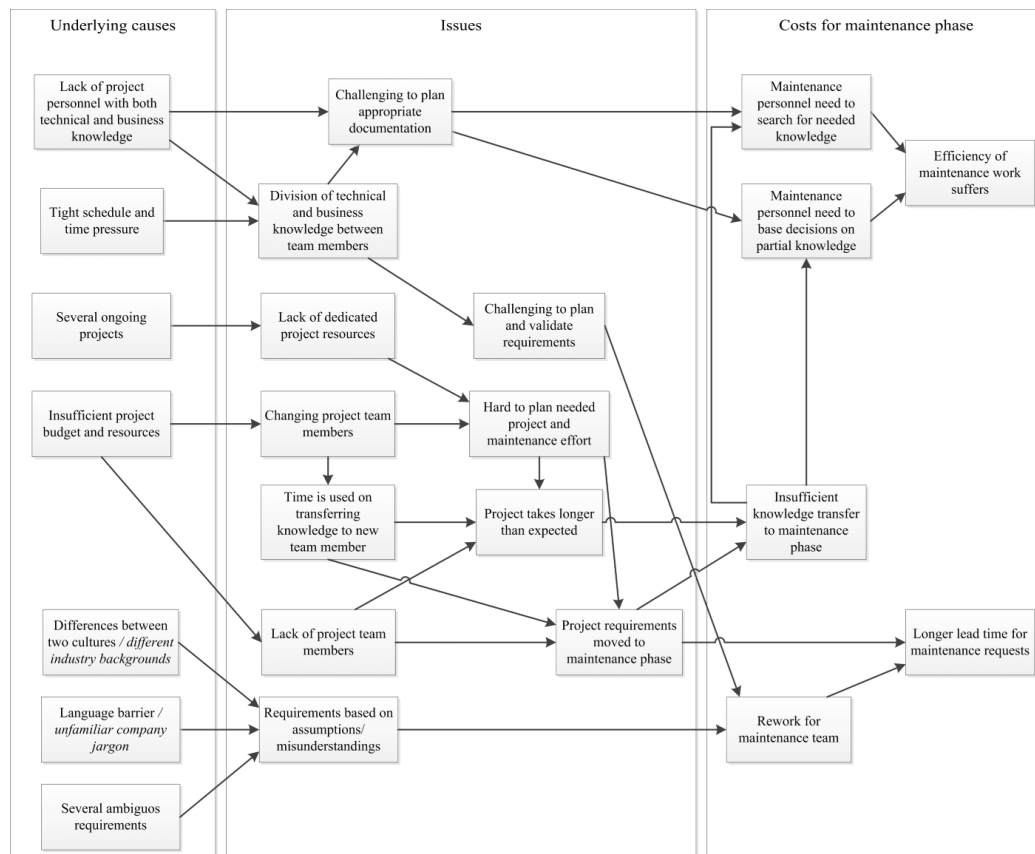 Underlying causes
Issues
Costs for maintenance phase
Lack of project
personnel with both
technical and business
knowledge
Challenging to plan
appropriate
documentation
Maintenance
personnel need to
search for needed
knowledge
Efficiency of
maintenance work
suffers
Tight schedule and
time pressure
Division of technical
and business
knowledge between
team members
Maintenance
personnel need to
base decisions on
partial knowledge
Several ongoing
projects
Lack of dedicated
project resources
Challenging to plan
and validate
requirements
Insufficient project
budget and resources
Changing project team
members
Hard to plan needed
project and
maintenance effort
Time is used on
transferring
knowledge to new
team member
Project takes longer
than expected
Insufficient
knowledge transfer
to maintenance
phase
Differences between
two cultures / different
industry backgrounds
Lack of project team
members
Project requirements
moved to
maintenance phase
Longer lead time for
maintenance requests
Language barrier /
unfamiliar company
jargon
Requirements based on
assumptions/
misunderstandings
Rework for
maintenance team
Several ambiguos
requirements